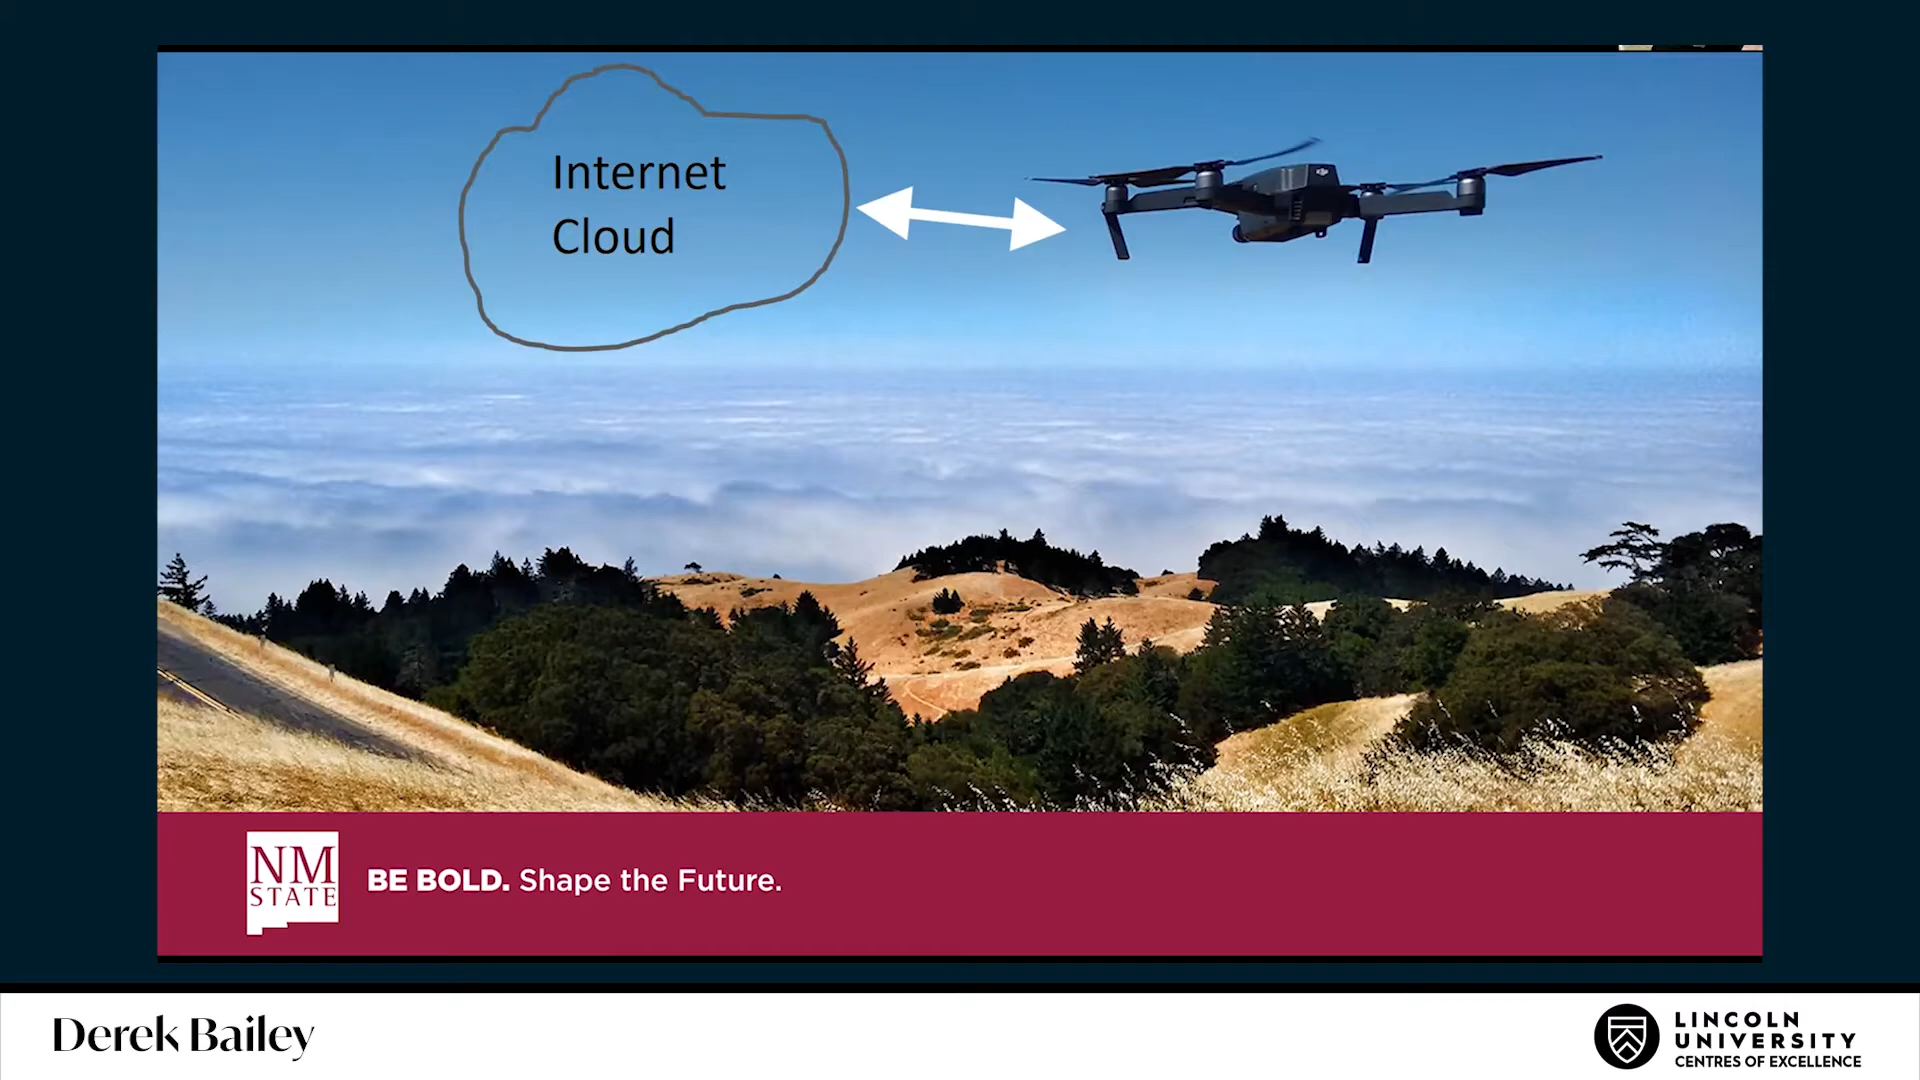 Internet
Cloud
NM
STATE
BE BOLD. Shape the Future.
Derek Bailey
LINCOLN
UNIVERSITY
CENTRES OF EXCELLENCE